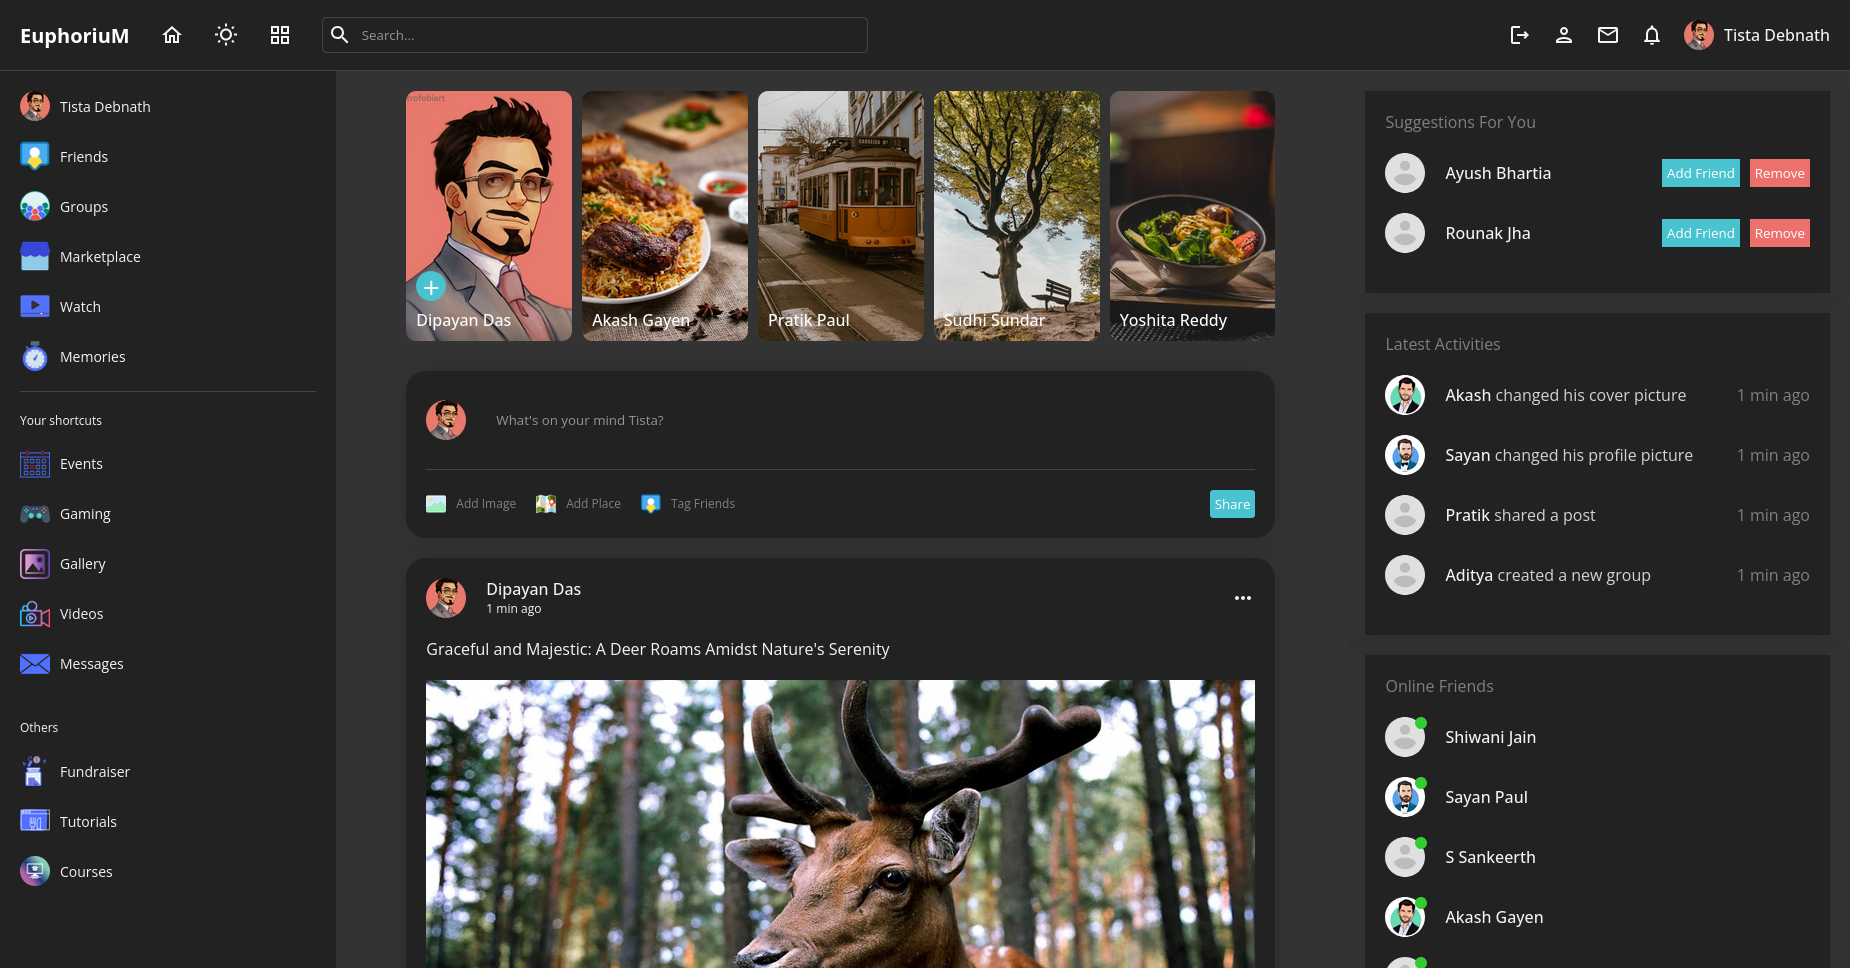 EuphoriuM
Search...
Tista Debnath
Tista Debnath
Friends
Groups
Marketplace
Watch
Memories
Your shortcuts
Events
Gaming
Gallery
Videos
Messages
Others
Fundraiser
Tutorials
Courses
trofobiart
Dipayan Das
Akash Gayen
Pratik Paul
Sudhi Sundar
Yoshita Reddy
What's on your mind Tista?
Add Image
Add Place
Tag Friends
Share
Dipayan Das
1 min ago
Graceful and Majestic: A Deer Roams Amidst Nature's Serenity
Suggestions For You
Ayush Bhartia
Add Friend
Remove
Rounak Jha
Add Friend
Remove
Latest Activities
Akash changed his cover picture
1 min ago
Sayan changed his profile picture
1 min ago
Pratik shared a post
1 min ago
Aditya created a new group
1 min ago
Online Friends
Shiwani Jain
Sayan Paul
S Sankeerth
Akash Gayen